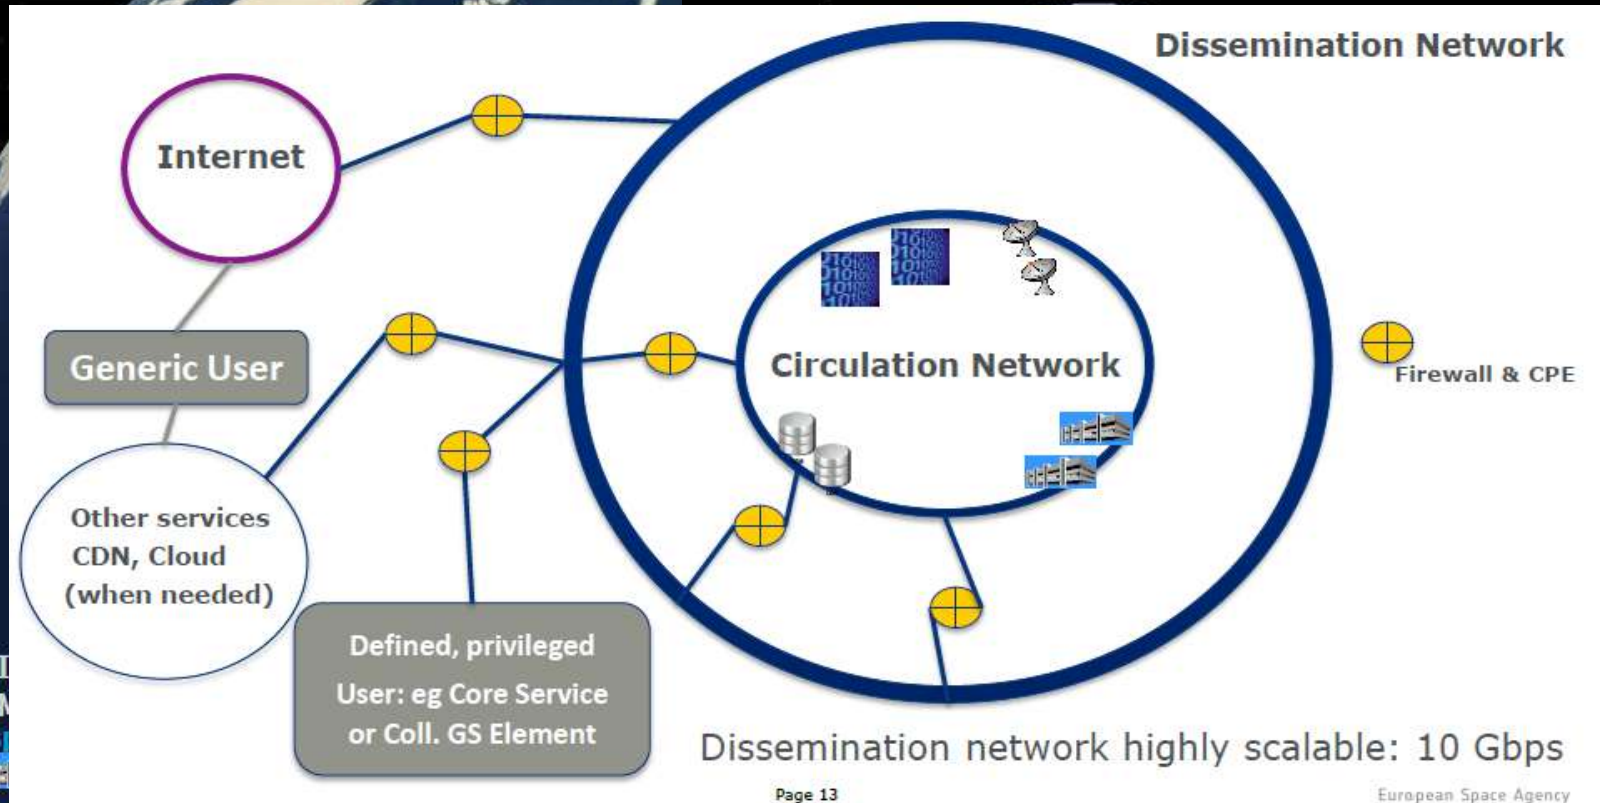 Dissemination Network
Internet
Generic User
Circulation Network
Firewall & CPE
Other services
CDN, Cloud
(when needed)
Defined, privileged
User: eg Core Service
or Coll. GS Element
Dissemination network highly scalable: 10 Gbps
Page 13
European Space Agency